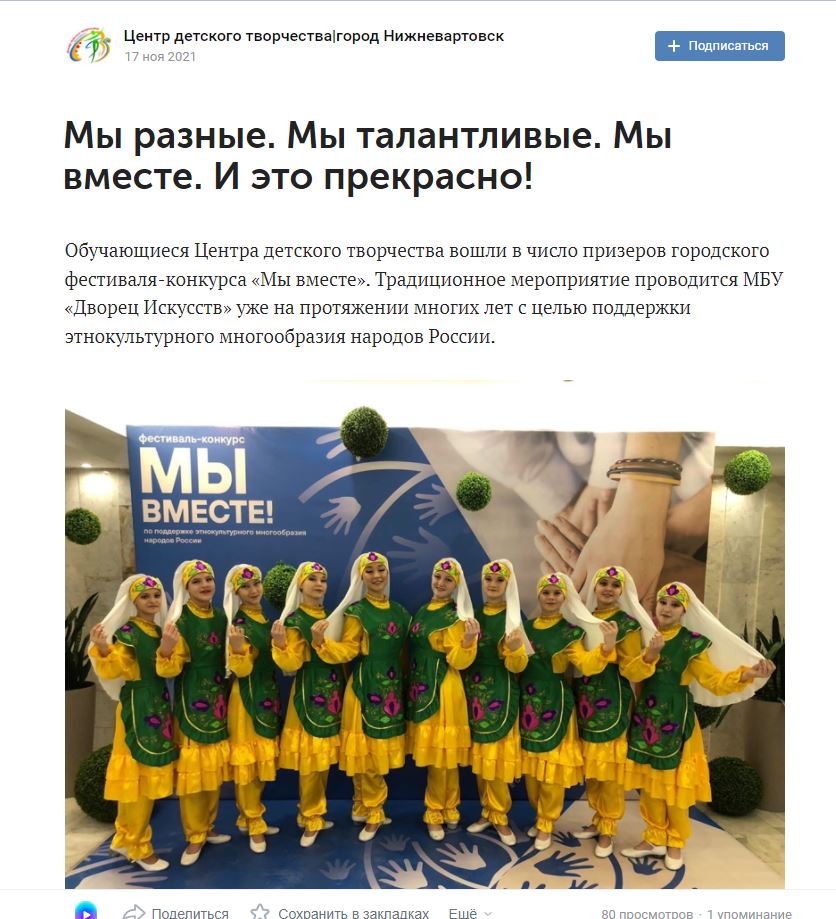 Центр детского творчества|город Нижневартовск
17 ноя 2021
Подписаться
Мы разные. Мы талантливые. Мы
вместе. И это прекрасно!
Обучающиеся Центра детского творчества вошли в число призеров городского
фестиваля-конкурса «Мы вместе». Традиционное мероприятие проводится МБУ
«Дворец Искусств» уже на протяжении многих лет с целью поддержки
этнокультурного многообразия народов России.
фестиваль-конкурс
МЫ
ВМЕСТЕ!
по поддержке этнокультурного многообразия
народов России
Поделиться Сохранить в закладках Ещё 80 просмотров · 1 упоминание